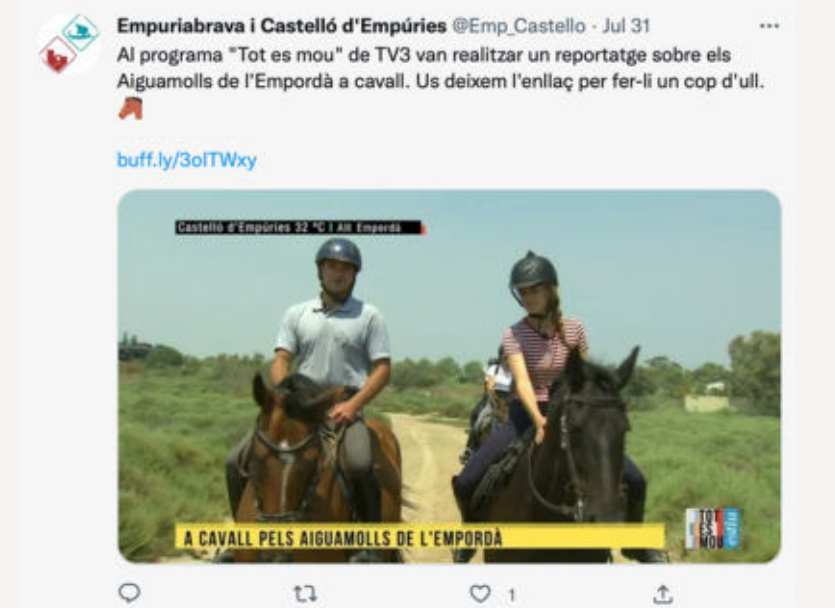 Empuriabrava i Castelló d'Empúries @Emp_Castello · Jul 31
Al programa "Tot es mou" de TV3 van realitzar un reportatge sobre els
Aiguamolls de l'Empordà a cavall. Us deixem l'enllaç per fer-li un cop d'ull.
buff.ly/3oITWxy
Castelló d'Empúries 32 °C | Alt Empordà
A CAVALL PELS AIGUAMOLLS DE L'EMPORDÀ
TOT
ES
MOU
estiu
1